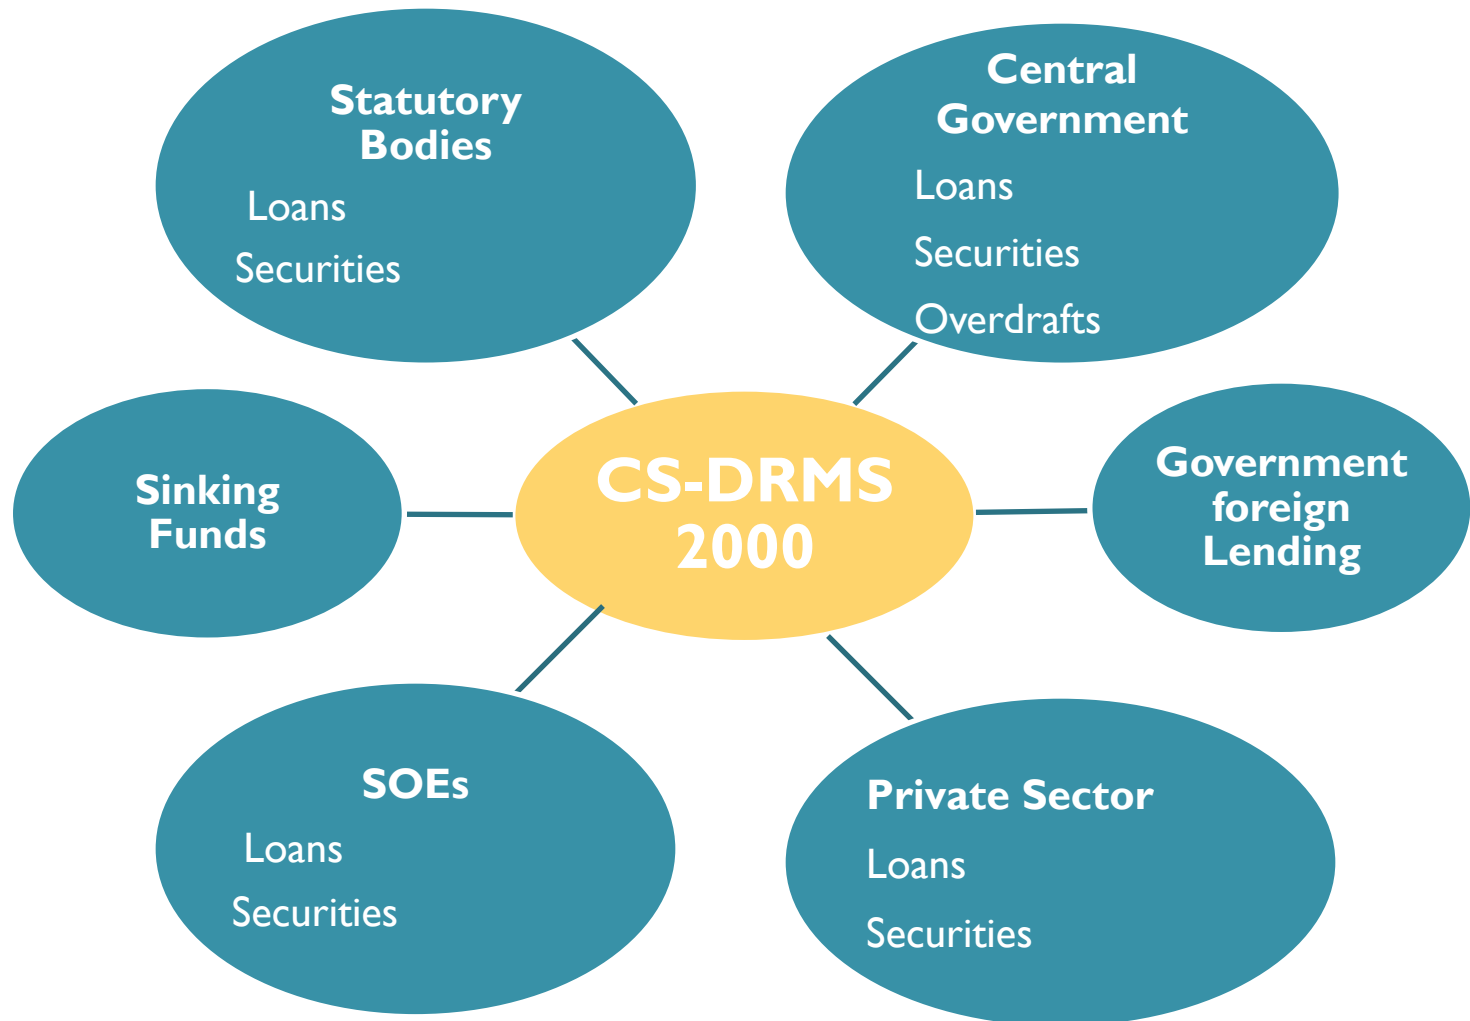 Statutory
Bodies
Loans
Securities
Central
Government
Loans
Securities
Overdrafts
Sinking
Funds
CS-DRMS
2000
Government
foreign
Lending
SOEs
Loans
Securities
Private Sector
Loans
Securities